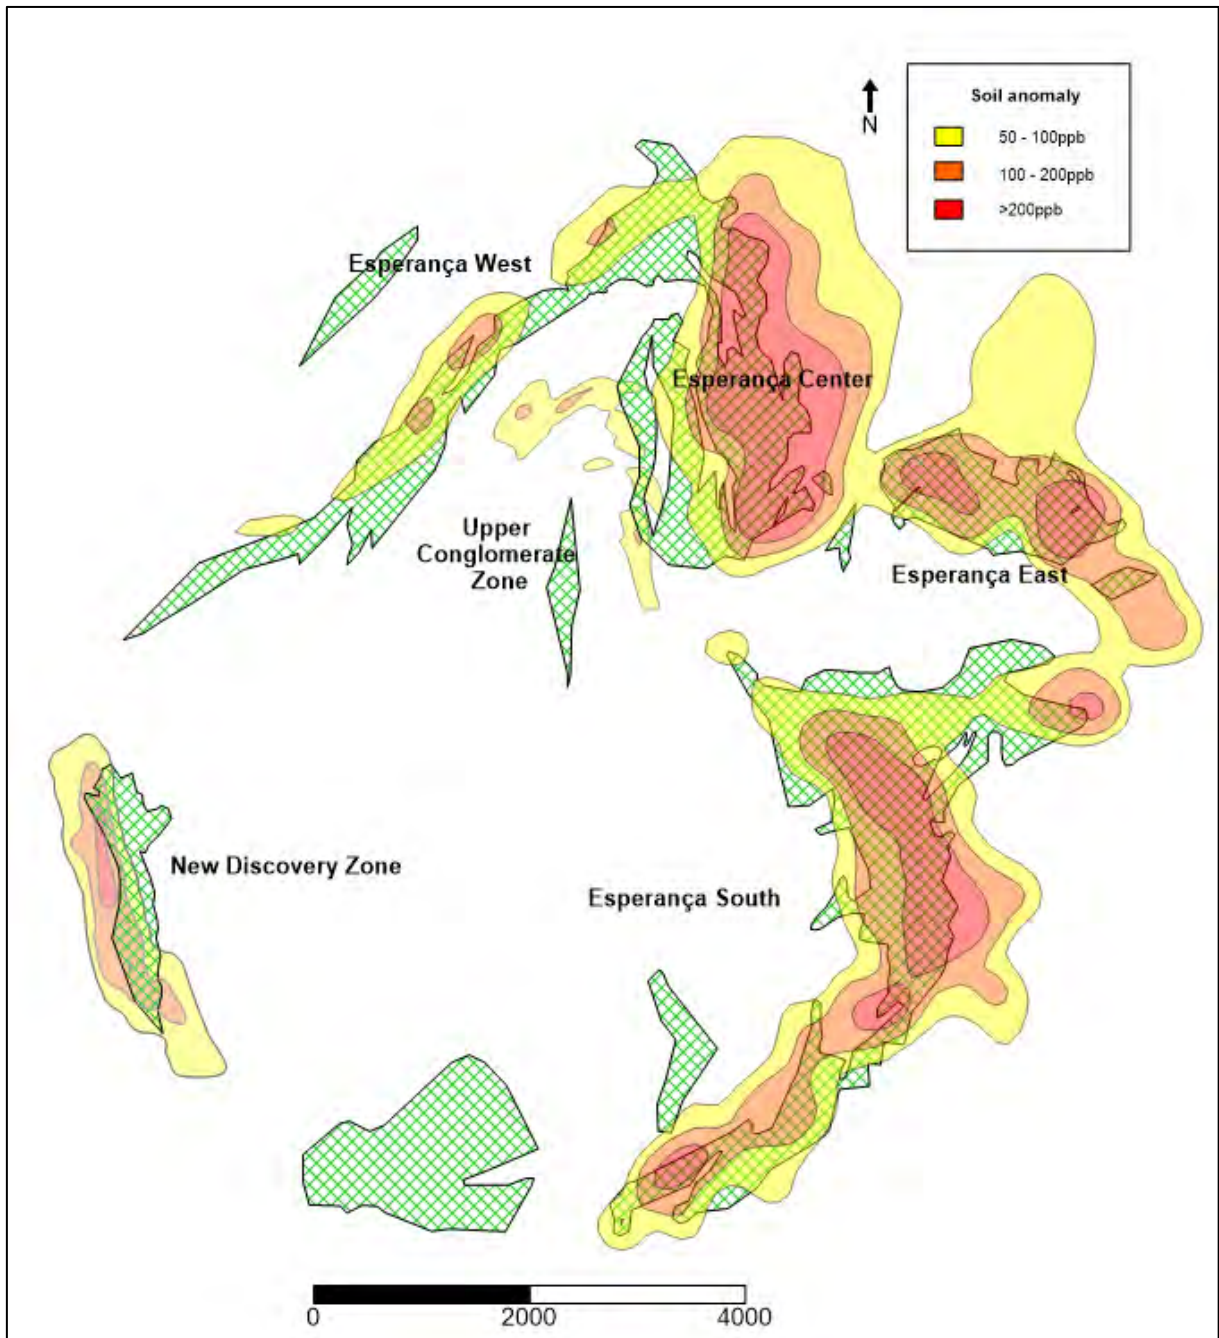 Soil anomaly
N
50 - 100ppb
100 - 200ppb
>200ppb
Esperança West
Esperança Center
Upper
Conglomerate
Zone
Esperança East
New Discovery Zone
Esperança South
0
2000
4000